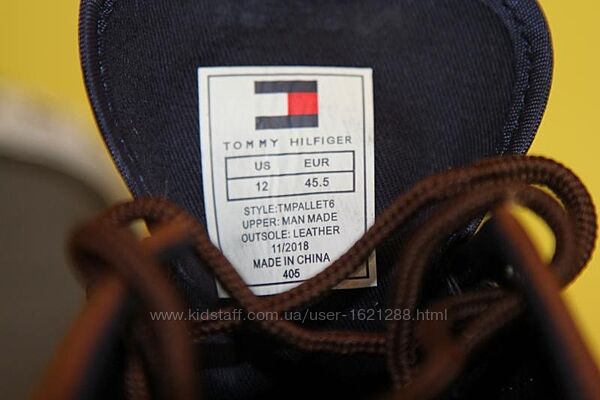 TOMMY HILFIGER
US EUR
12 45.5
STYLE:TMPALLET6
UPPER: MAN MADE
OUTSOLE: LEATHER
11/2018
MADE IN CHINA
405
www.kidstaff.com.ua/user-1621288.html